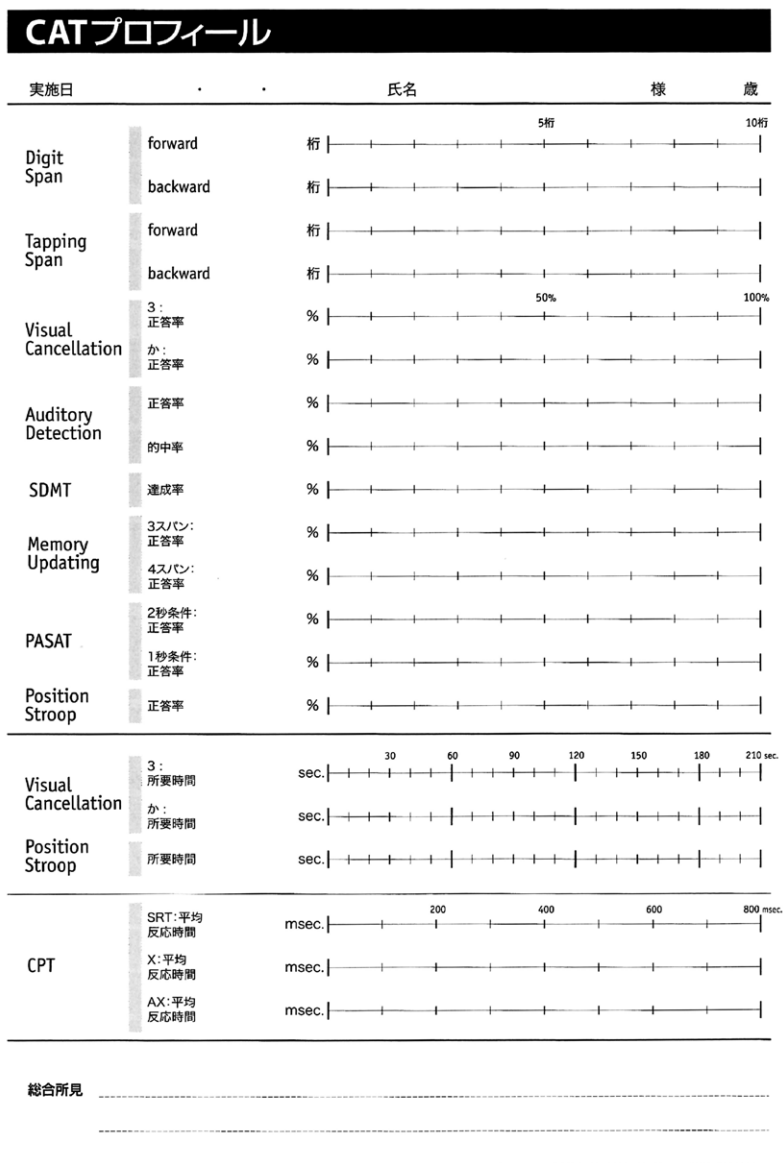 CATプロフィール
実施日 ・ ・ 氏名 様 歳
5桁 10桁
Digit
Span
forward 桁
backward 桁
Tapping
Span
forward 桁
backward 桁
50% 100%
Visual
Cancellation
3：
正答率 %
か：
正答率 %
Auditory
Detection
正答率 %
的中率 %
SDMT 達成率 %
Memory
Updating
3スパン：
正答率 %
4スパン：
正答率 %
PASAT
2秒条件：
正答率 %
1秒条件：
正答率 %
Position
Stroop
正答率 %
30 60 90 120 150 180 210 sec.
Visual
Cancellation
3：
所要時間 sec.
か：
所要時間 sec.
Position
Stroop
所要時間 sec.
200 400 600 800 msec.
CPT
SRT：平均
反応時間 msec.
X：平均
反応時間 msec.
AX：平均
反応時間 msec.
総合所見